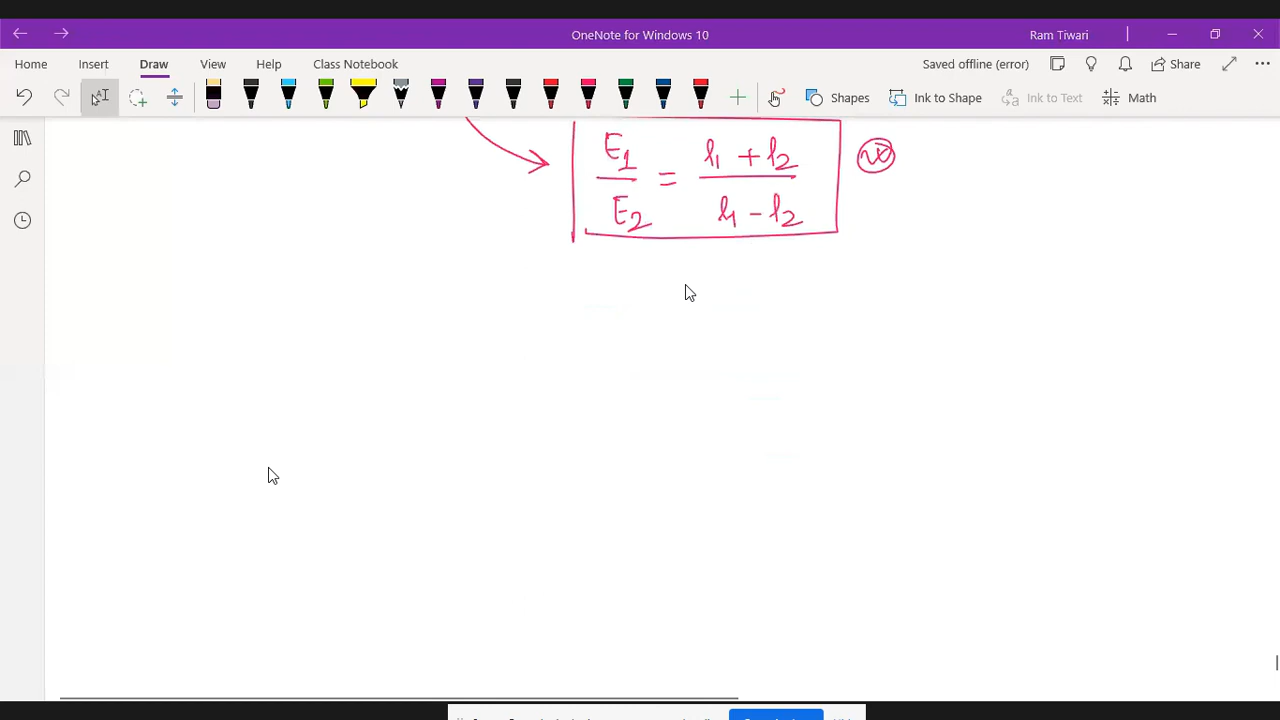 OneNote for Windows 10
Ram Tiwari
Home Insert Draw View Help Class Notebook
Saved offline (error)
Share
Shapes Ink to Shape Ink to Text Math
E₁/E₂ = (l₁ + l₂)/(l₁ - l₂)